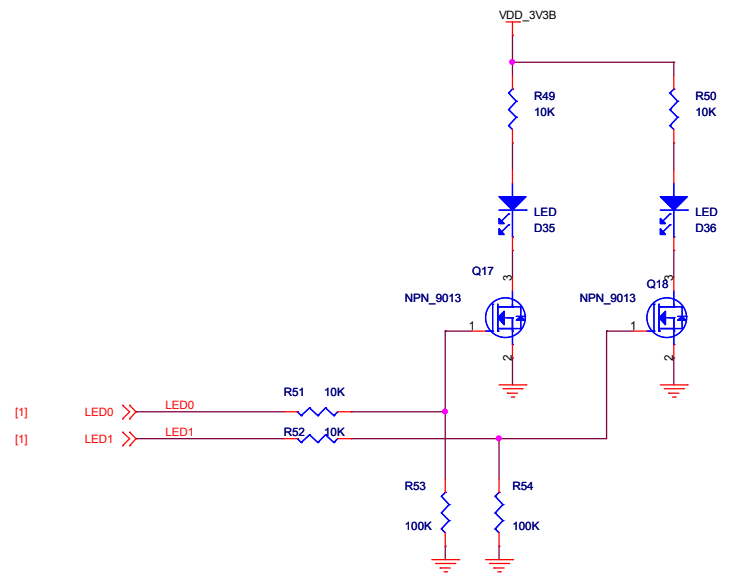 VDD_3V3B
R49
10K
R50
10K
LED
D35
LED
D36
Q17
3
NPN_9013
1
2
Q18
3
NPN_9013
1
2
R51 10K
[1] LED0 LED0
R52 10K
[1] LED1 LED1
R53
100K
R54
100K